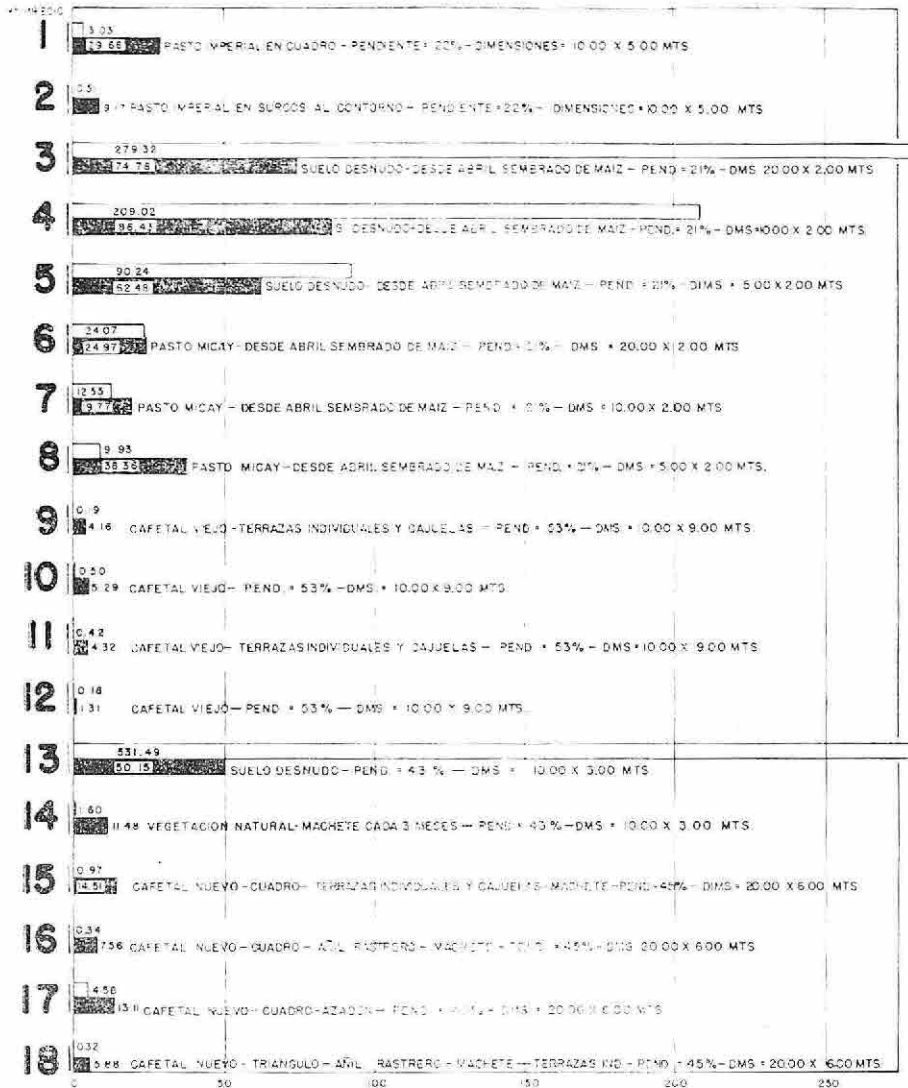 1
3.03
29.66 PASTO IMPERIAL EN CUADRO - PENDIENTE = 22% - DIMENSIONES = 10.00 X 5.00 MTS
2
0.5
9.17 PASTO IMPERIAL EN SURCOS AL CONTORNO - PENDIENTE = 22% - DIMENSIONES = 10.00 X 5.00 MTS
3
279.32
74.78 SUELO DESNUDO - DESDE ABRIL SEMBRADO DE MAIZ - PEND = 21% - DMS 20.00 X 2.00 MTS
4
209.02
86.41 S. DESNUDO - DESDE ABRIL SEMBRADO DE MAIZ - PEND. = 21% - DMS = 10.00 X 2.00 MTS.
5
90.24
62.48 SUELO DESNUDO - DESDE ABRIL SEMBRADO DE MAIZ - PEND = 21% - DIMS = 5.00 X 2.00 MTS
6
24.07
24.97 PASTO MICAY - DESDE ABRIL SEMBRADO DE MAIZ - PEND = 21% - DMS = 20.00 X 2.00 MTS
7
12.55
9.77 PASTO MICAY - DESDE ABRIL SEMBRADO DE MAIZ - PEND = 21% - DMS = 10.00 X 2.00 MTS
8
9.93
38.36 PASTO MICAY - DESDE ABRIL SEMBRADO DE MAIZ - PEND. = 21% - DMS = 5.00 X 2.00 MTS.
9
0.19
4.16 CAFETAL VIEJO - TERRAZAS INDIVIDUALES Y CAJUELAS - PEND = 53% - DMS = 10.00 X 9.00 MTS.
10
0.50
5.29 CAFETAL VIEJO - PEND. = 53% - DMS. = 10.00 X 9.00 MTS
11
0.42
4.32 CAFETAL VIEJO - TERRAZAS INDIVIDUALES Y CAJUELAS - PEND = 53% - DMS = 10.00 X 9.00 MTS
12
0.18
1.31 CAFETAL VIEJO - PEND = 53% - DMS = 10.00 X 9.00 MTS.
13
531.49
50.15 SUELO DESNUDO - PEND. = 43 % - DMS = 10.00 X 3.00 MTS
14
1.60
11.48 VEGETACION NATURAL - MACHETE CADA 3 MESES - PEND = 43% - DMS = 10.00 X 3.00 MTS.
15
0.97
14.51 CAFETAL NUEVO - CUADRO - TERRAZAS INDIVIDUALES Y CAJUELAS - MACHETE - PEND = 45% - DIMS = 20.00 X 6.00 MTS
16
0.34
7.56 CAFETAL NUEVO - CUADRO - AÑIL RASTRERO - MACHETE - PEND = 45% - DMS 20.00 X 6.00 MTS
17
4.58
13.11 CAFETAL NUEVO - CUADRO - AZADON - PEND = DMS = 20.00 X 6.00 MTS
18
0.32
5.88 CAFETAL NUEVO - TRIANGULO - AÑIL RASTRERO - MACHETE - TERRAZAS IND - PEND. = 45% - DMS = 20.00 X 6.00 MTS
0 50 100 150 200 250